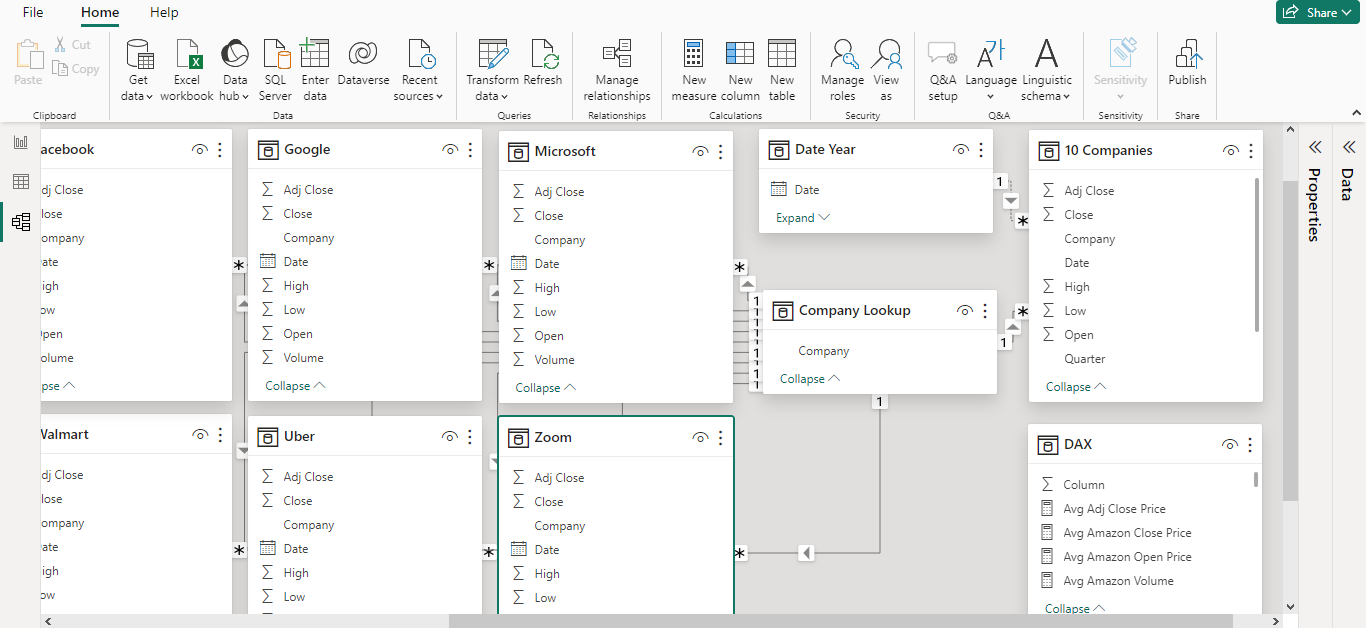 File Home Help
Share
Paste
Cut
Copy
Clipboard
Get data
Excel workbook
Data hub
SQL Server
Enter data
Dataverse
Recent sources
Data
Transform data
Refresh
Queries
Manage relationships
Relationships
New measure
New column
New table
Calculations
Manage roles
View as
Security
Q&A setup
Language
Linguistic schema
Q&A
Sensitivity
Sensitivity
Publish
Share
acebook
dj Close
lose
ompany
ate
igh
ow
pen
olume
pse
Google
Adj Close
Close
Company
Date
High
Low
Open
Volume
Collapse
Microsoft
Adj Close
Close
Company
Date
High
Low
Open
Volume
Collapse
Date Year
Date
Expand
1
*
Company Lookup
Company
Collapse
10 Companies
Adj Close
Close
Company
Date
High
Low
Open
Quarter
Collapse
Properties
Data
*
*
*
1
1
1
1
1
1
1
*
1
1
Walmart
dj Close
lose
ompany
ate
igh
ow
Uber
Adj Close
Close
Company
Date
High
Low
Zoom
Adj Close
Close
Company
Date
High
Low
*
*
*
DAX
Column
Avg Adj Close Price
Avg Amazon Close Price
Avg Amazon Open Price
Avg Amazon Volume
Collapse